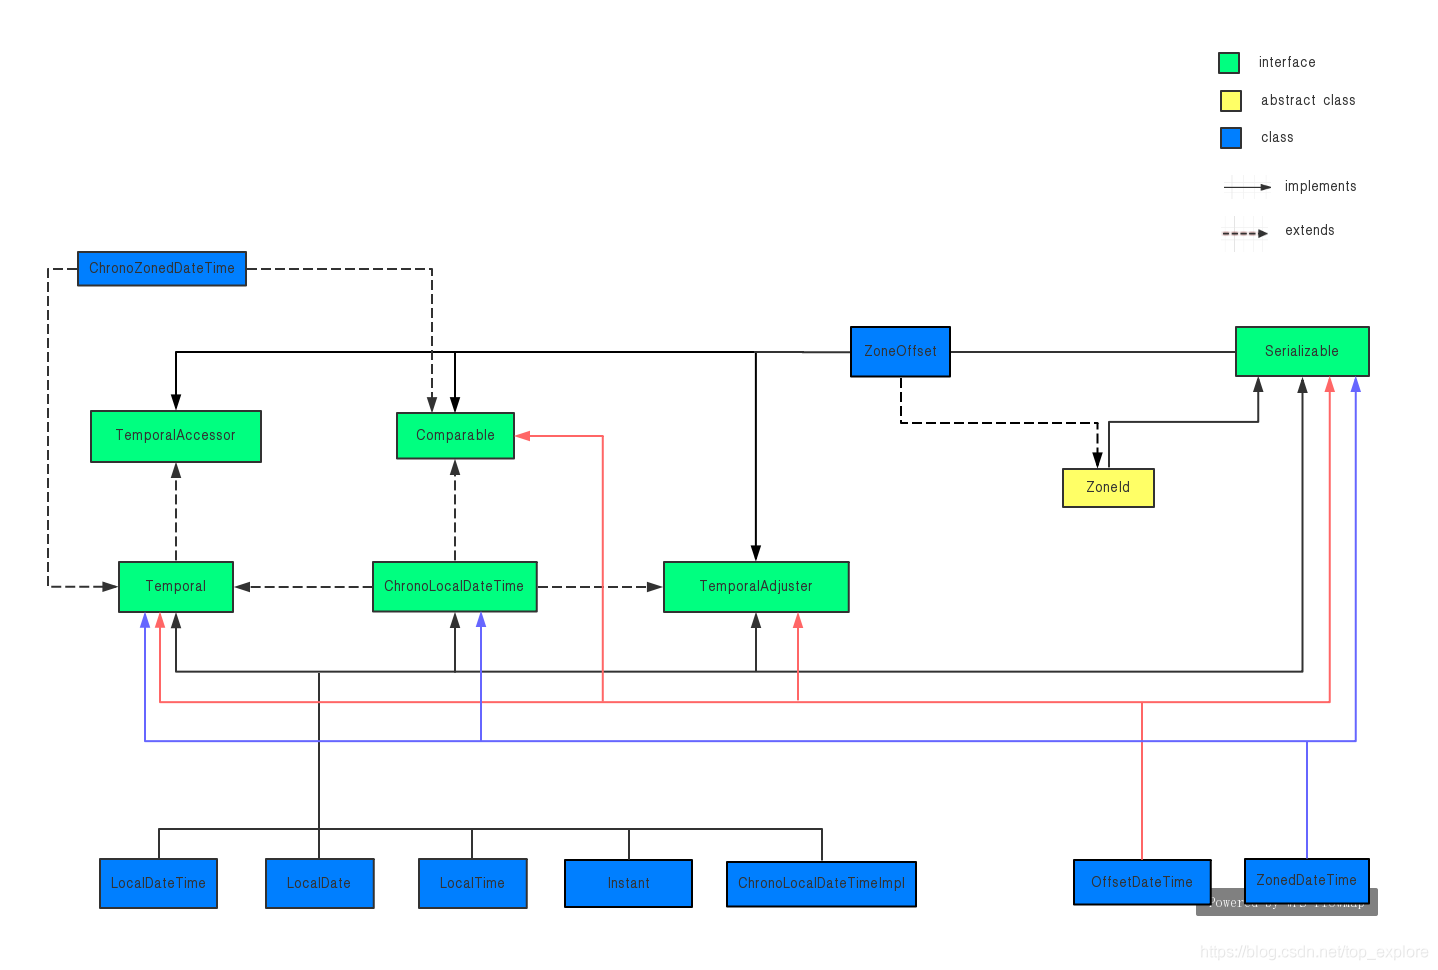 interface
abstract class
class
implements
extends
ChronoZonedDateTime
ZoneOffset
Serializable
TemporalAccessor
Comparable
ZoneId
Temporal
ChronoLocalDateTime
TemporalAdjuster
LocalDateTime
LocalDate
LocalTime
Instant
ChronoLocalDateTimeImpl
OffsetDateTime
ZonedDateTime
Powered by
https://blog.csdn.net/top_explore